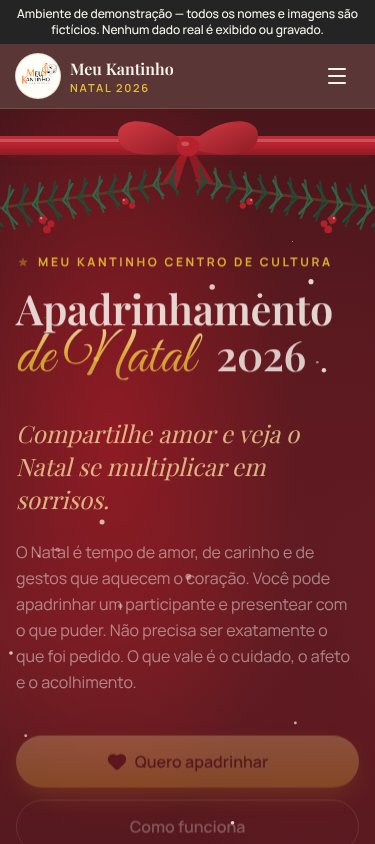 Ambiente de demonstração — todos os nomes e imagens são
fictícios. Nenhum dado real é exibido ou gravado.
Meu Kantinho
NATAL 2026
MEU KANTINHO CENTRO DE CULTURA
Apadrinhamento
de Natal 2026
Compartilhe amor e veja o
Natal se multiplicar em
sorrisos.
O Natal é tempo de amor, de carinho e de
gestos que aquecem o coração. Você pode
apadrinhar um participante e presentear com
o que puder. Não precisa ser exatamente o
que foi pedido. O que vale é o cuidado, o afeto
e o acolhimento.
Quero apadrinhar
Como funciona